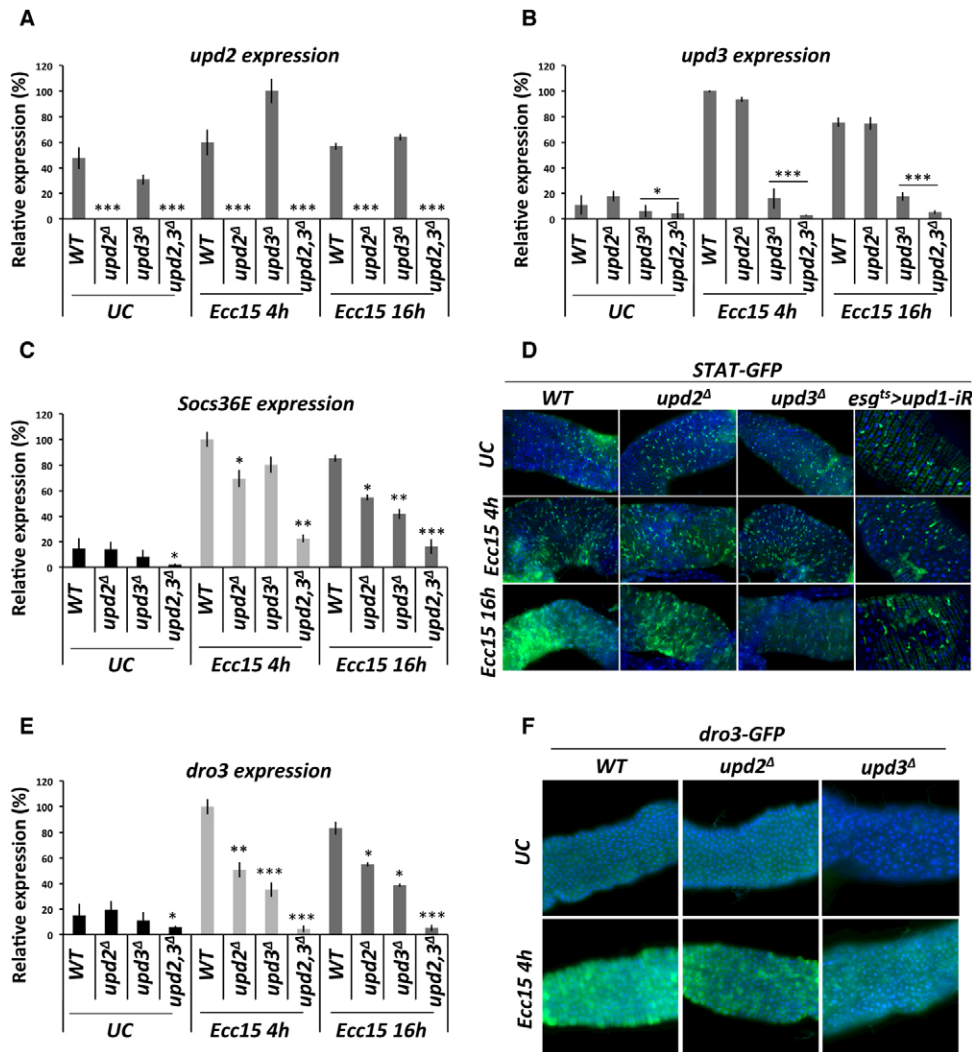 A
upd2 expression
Relative expression (%)
120
100
80
60
40
20
0
*** *** *** *** *** ***
WT upd2Δ upd3Δ upd2,3Δ WT upd2Δ upd3Δ upd2,3Δ WT upd2Δ upd3Δ upd2,3Δ
UC Ecc15 4h Ecc15 16h
B
upd3 expression
Relative expression (%)
120
100
80
60
40
20
0
* *** ***
WT upd2Δ upd3Δ upd2,3Δ WT upd2Δ upd3Δ upd2,3Δ WT upd2Δ upd3Δ upd2,3Δ
UC Ecc15 4h Ecc15 16h
C
Socs36E expression
Relative expression (%)
120
100
80
60
40
20
0
* * ** * ** ***
WT upd2Δ upd3Δ upd2,3Δ WT upd2Δ upd3Δ upd2,3Δ WT upd2Δ upd3Δ upd2,3Δ
UC Ecc15 4h Ecc15 16h
D
STAT-GFP
WT upd2Δ upd3Δ esgts>upd1-iR
UC
Ecc15 4h
Ecc15 16h
E
dro3 expression
Relative expression (%)
120
100
80
60
40
20
0
* ** *** *** * * ***
WT upd2Δ upd3Δ upd2,3Δ WT upd2Δ upd3Δ upd2,3Δ WT upd2Δ upd3Δ upd2,3Δ
UC Ecc15 4h Ecc15 16h
F
dro3-GFP
WT upd2Δ upd3Δ
UC
Ecc15 4h